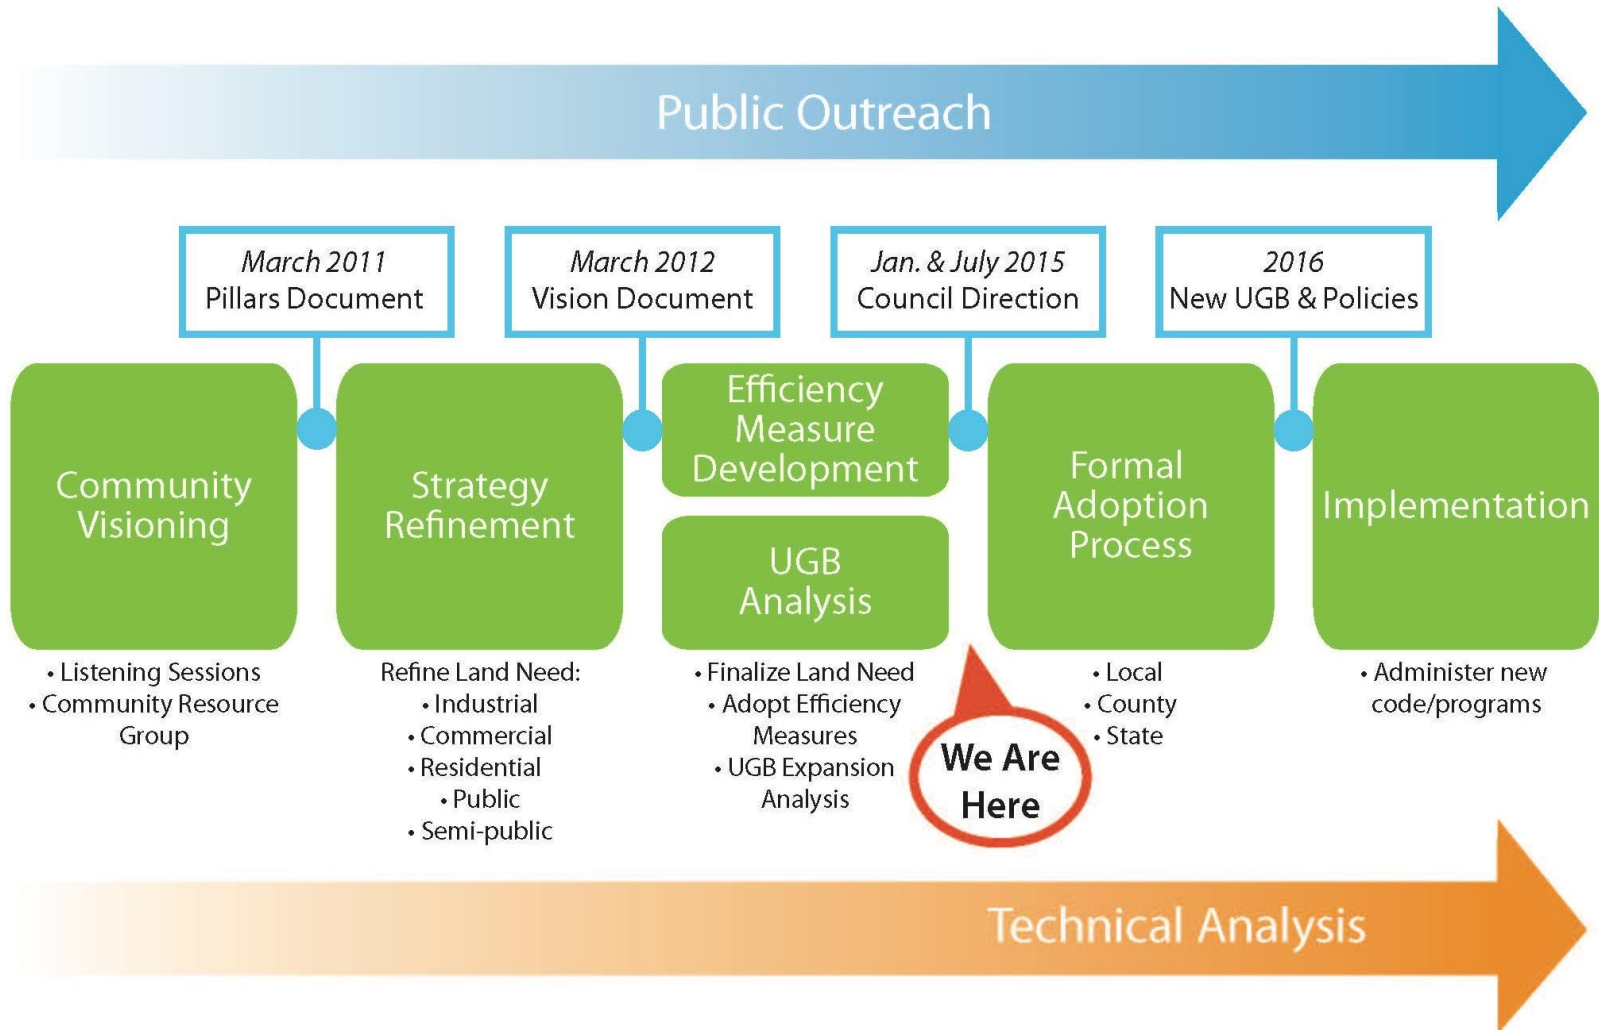 Public Outreach
March 2011
Pillars Document
March 2012
Vision Document
Jan. & July 2015
Council Direction
2016
New UGB & Policies
Community
Visioning
Strategy
Refinement
Efficiency
Measure
Development
UGB
Analysis
Formal
Adoption
Process
Implementation
• Listening Sessions
• Community Resource
Group
Refine Land Need:
• Industrial
• Commercial
• Residential
• Public
• Semi-public
• Finalize Land Need
• Adopt Efficiency
Measures
• UGB Expansion
Analysis
We Are
Here
• Local
• County
• State
• Administer new
code/programs
Technical Analysis